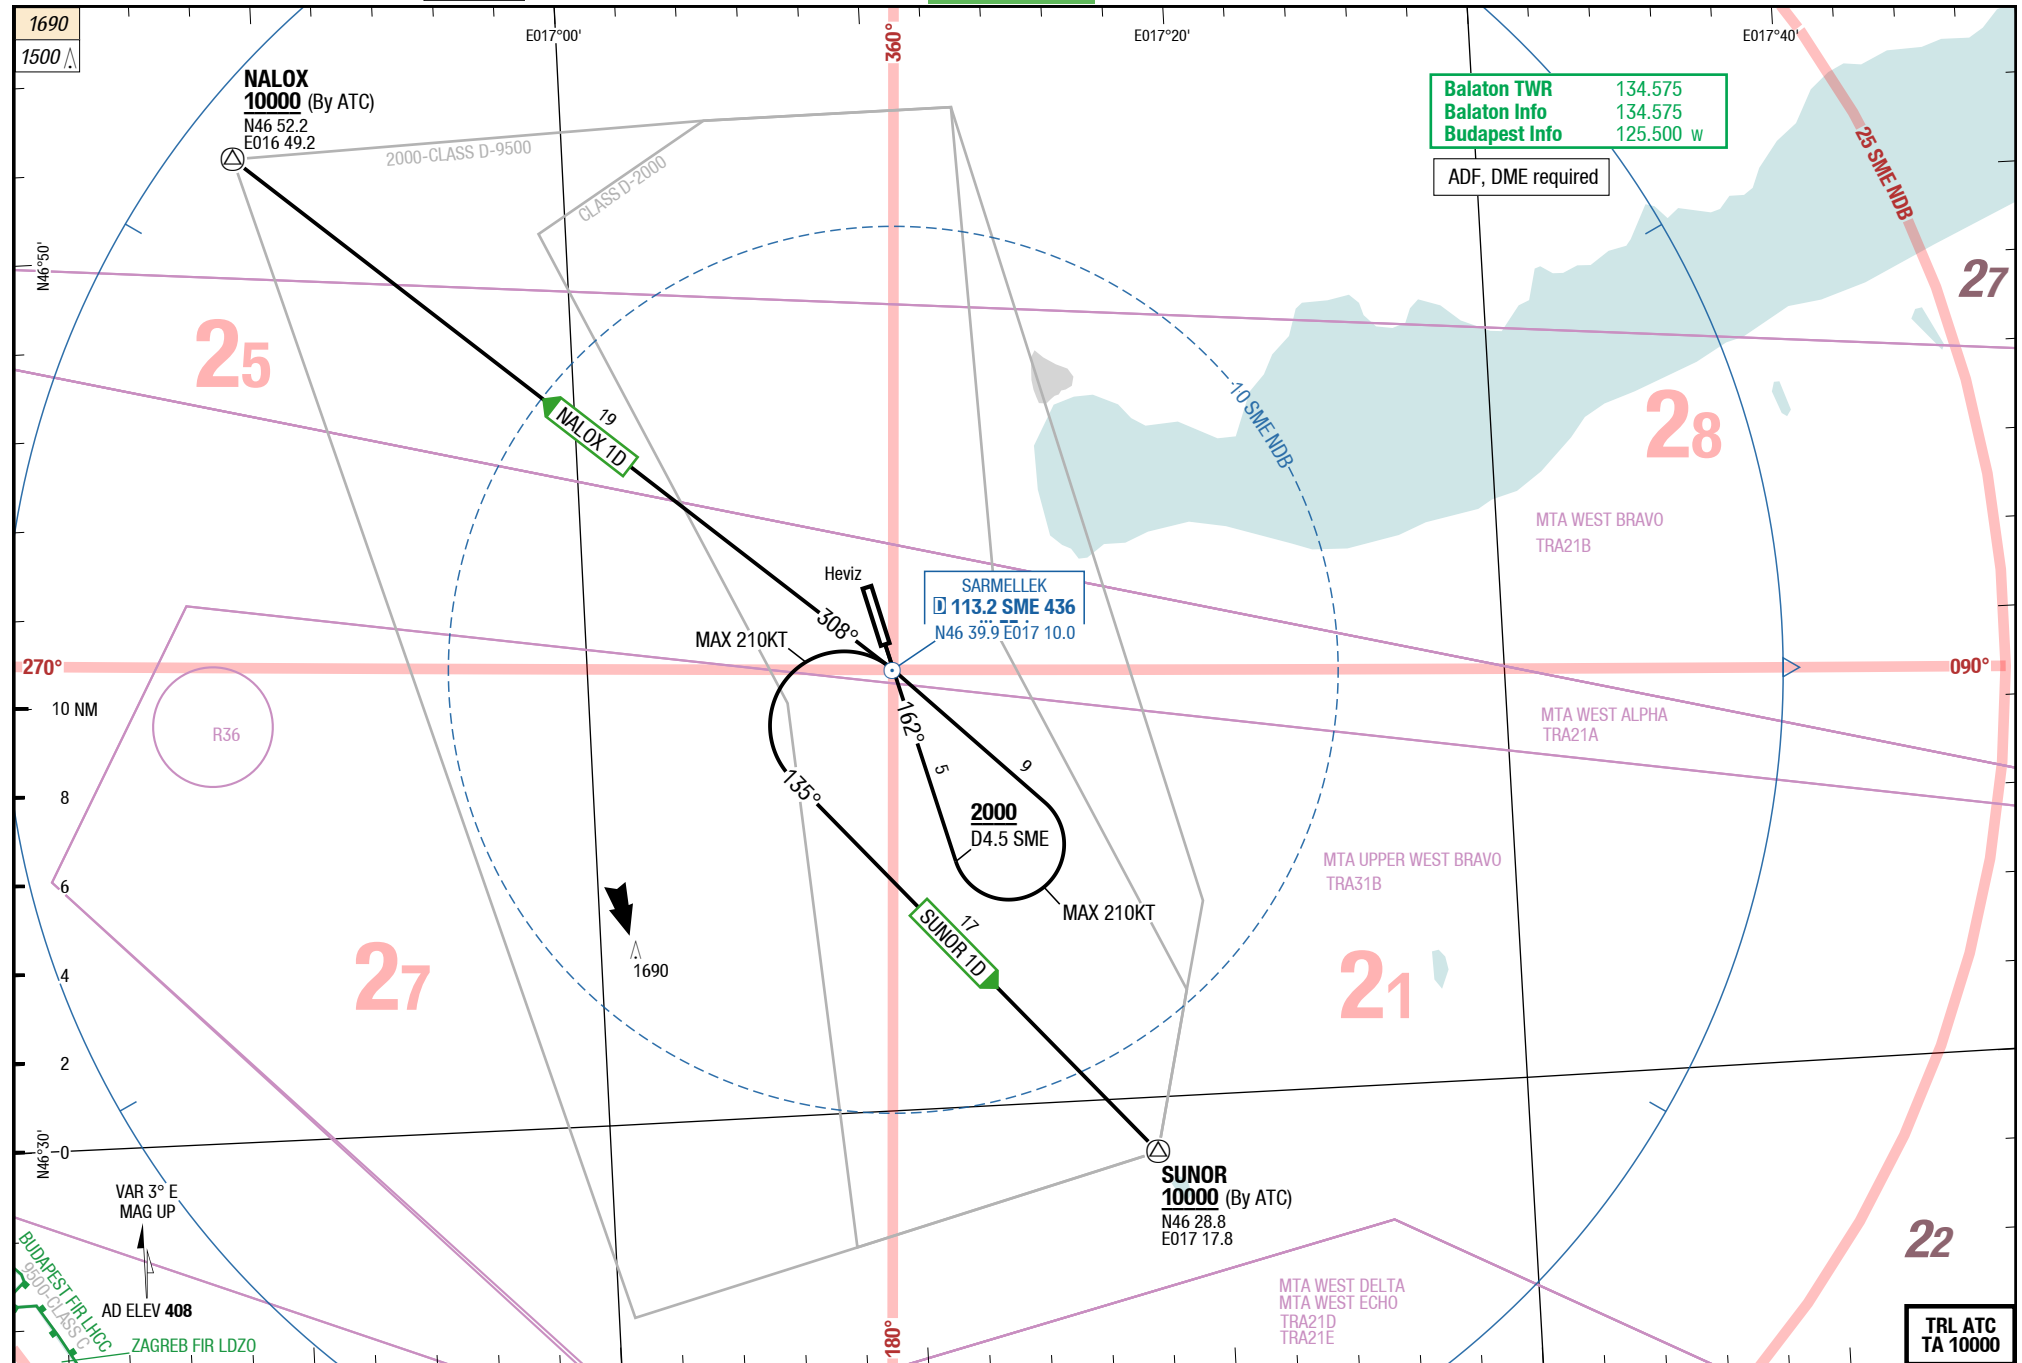 1690
1500
E017°00'
360°
E017°20'
E017°40'
NALOX
10000 (By ATC)
N46 52.2
E016 49.2
2000-CLASS D-9500
CLASS D-2000
Balaton TWR 134.575
Balaton Info 134.575
Budapest Info 125.500 W
ADF, DME required
25 SME NDB
N46°50'
27
25
28
10 SME NDB
19
NALOX 1D
MTA WEST BRAVO
TRA21B
Heviz
SARMELLEK
D 113.2 SME 436
N46 39.9 E017 10.0
308°
MAX 210KT
270°
090°
10 NM
R36
162°
MTA WEST ALPHA
TRA21A
5
9
135°
8
2000
D4.5 SME
MTA UPPER WEST BRAVO
TRA31B
6
MAX 210KT
17
SUNOR 1D
1690
27
21
4
2
0
N46°30'
SUNOR
10000 (By ATC)
N46 28.8
E017 17.8
VAR 3° E
MAG UP
22
BUDAPEST FIR LHCC
9500-CLASS C
AD ELEV 408
ZAGREB FIR LDZO
180°
MTA WEST DELTA
MTA WEST ECHO
TRA21D
TRA21E
TRL ATC
TA 10000